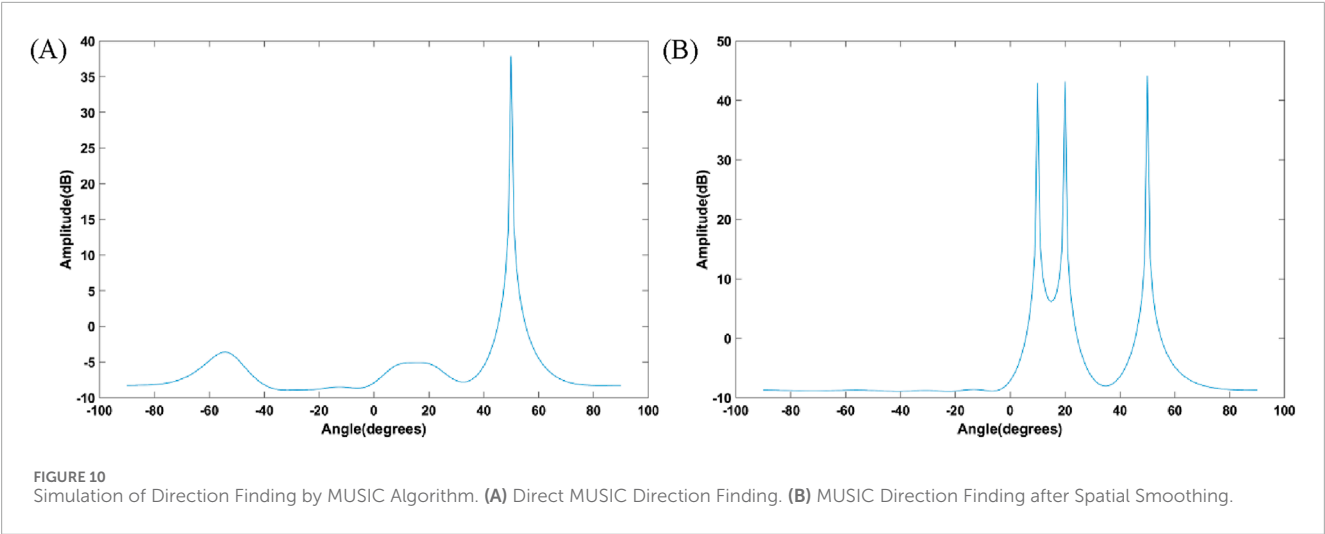 (A)
40
35
30
25
20
15
10
5
0
-5
-10
Amplitude(dB)
-100 -80 -60 -40 -20 0 20 40 60 80 100
Angle(degrees)
(B)
50
40
30
20
10
0
-10
Amplitude(dB)
-100 -80 -60 -40 -20 0 20 40 60 80 100
Angle(degrees)
FIGURE 10
Simulation of Direction Finding by MUSIC Algorithm. (A) Direct MUSIC Direction Finding. (B) MUSIC Direction Finding after Spatial Smoothing.